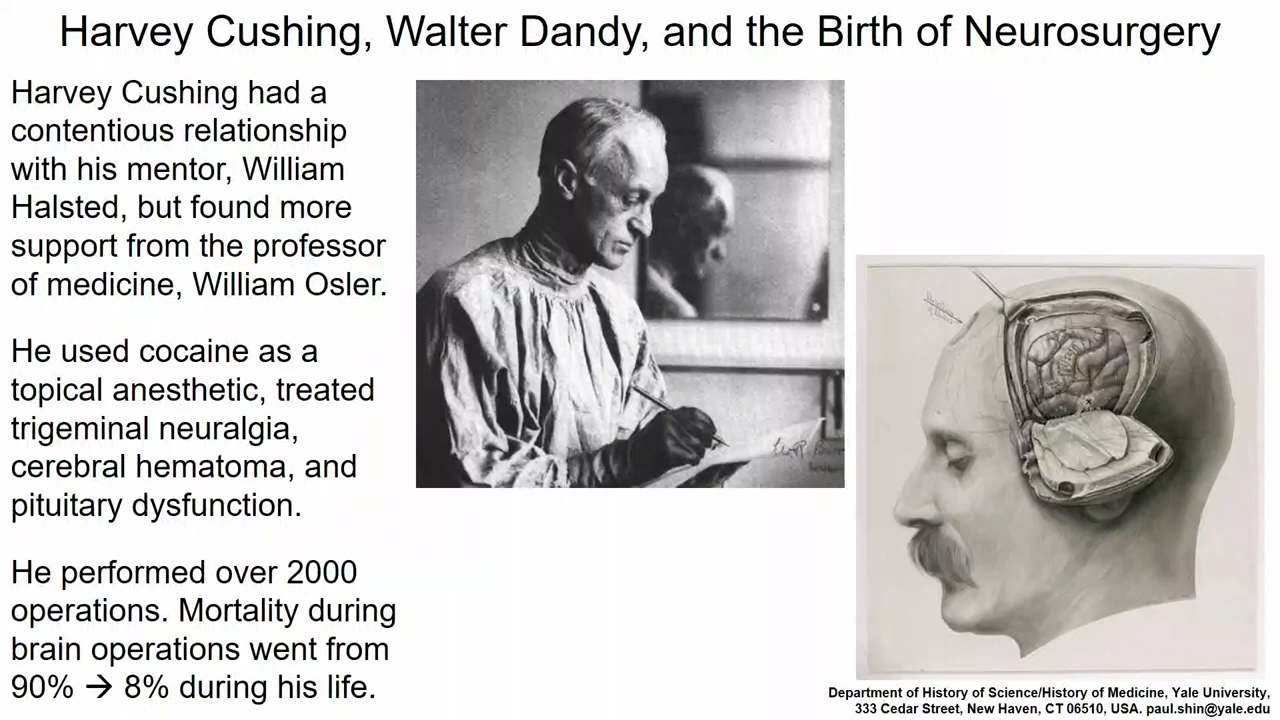 Harvey Cushing, Walter Dandy, and the Birth of Neurosurgery
Harvey Cushing had a
contentious relationship
with his mentor, William
Halsted, but found more
support from the professor
of medicine, William Osler.
He used cocaine as a
topical anesthetic, treated
trigeminal neuralgia,
cerebral hematoma, and
pituitary dysfunction.
He performed over 2000
operations. Mortality during
brain operations went from
90% → 8% during his life.
Department of History of Science/History of Medicine, Yale University,
333 Cedar Street, New Haven, CT 06510, USA. paul.shin@yale.edu